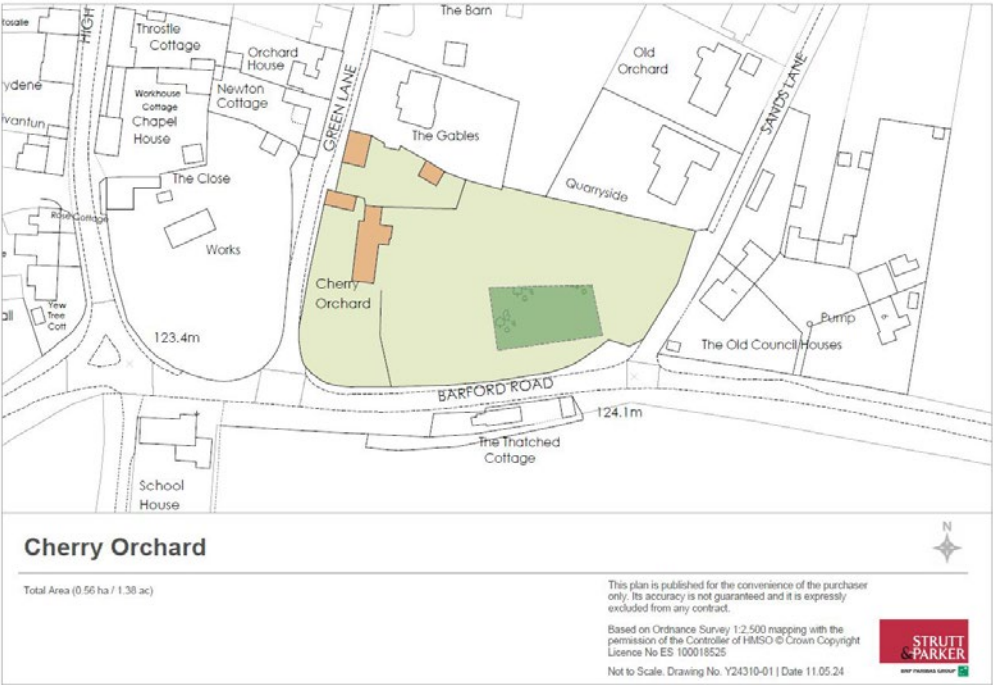 The Barn
HIGH
Throstle
Cottage
Orchard
House
Old
Orchard
Workhouse
Cottage
Newton
Cottage
Chapel
House
GREEN LANE
SANDS LANE
The Gables
The Close
Quarryside
Rose Cottage
Works
Cherry
Orchard
Yew
Tree
Cott
123.4m
Pump
The Old Council Houses
BARFORD ROAD
124.1m
The Thatched
Cottage
School
House
Cherry Orchard
N
Total Area (0.56 ha / 1.38 ac)
This plan is published for the convenience of the purchaser
only. Its accuracy is not guaranteed and it is expressly
excluded from any contract.
Based on Ordnance Survey 1:2,500 mapping with the
permission of the Controller of HMSO © Crown Copyright
Licence No ES 100018525
Not to Scale. Drawing No. Y24310-01 | Date 11.05.24
STRUTT
&PARKER
BNP PARIBAS GROUP